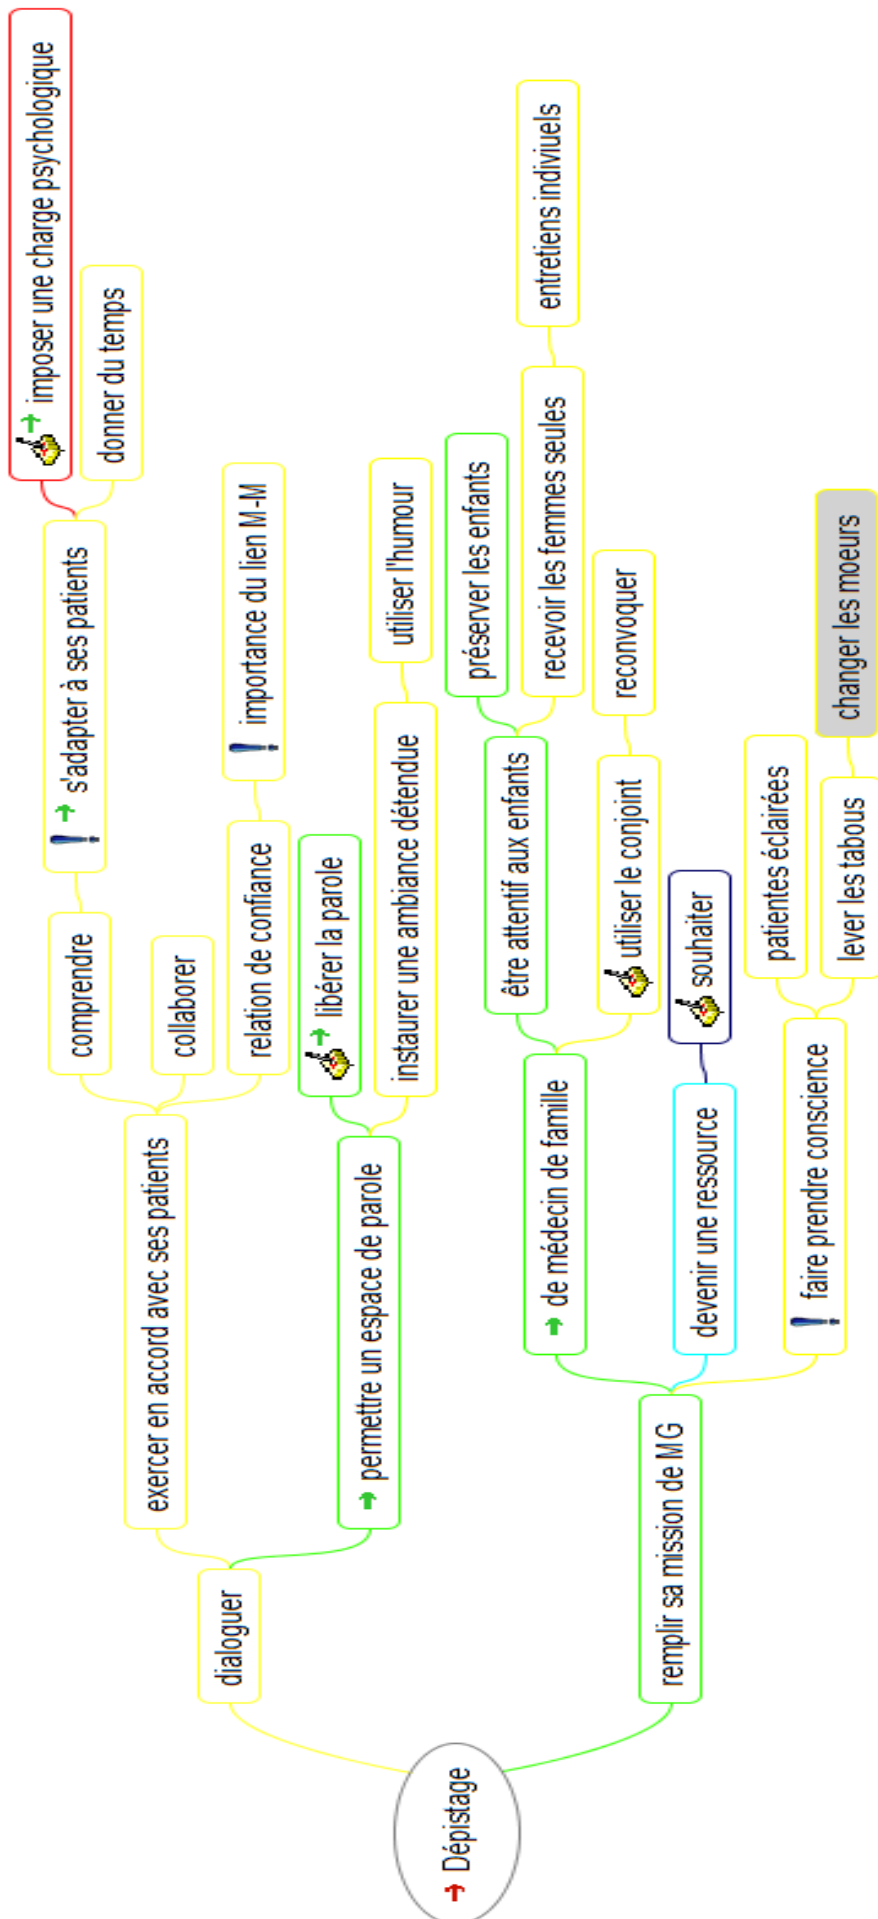 Dépistage
dialoguer
exercer en accord avec ses patients
comprendre
s'adapter à ses patients
imposer une charge psychologique
donner du temps
collaborer
relation de confiance
importance du lien M-M
permettre un espace de parole
libérer la parole
instaurer une ambiance détendue
utiliser l'humour
remplir sa mission de MG
de médecin de famille
être attentif aux enfants
préserver les enfants
recevoir les femmes seules
entretiens indiviuels
utiliser le conjoint
reconvoquer
devenir une ressource
souhaiter
faire prendre conscience
patientes éclairées
lever les tabous
changer les moeurs